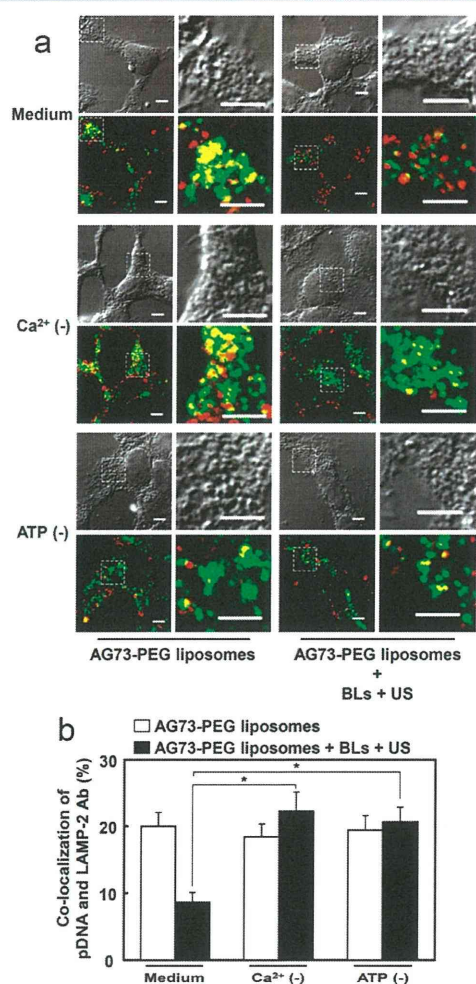 a
Medium
Ca²⁺ (-)
ATP (-)
AG73-PEG liposomes
AG73-PEG liposomes
+
BLs + US
b
AG73-PEG liposomes
AG73-PEG liposomes + BLs + US
Co-localization of
pDNA and LAMP-2 Ab (%)
30
20
10
0
*
*
Medium
Ca²⁺ (-)
ATP (-)